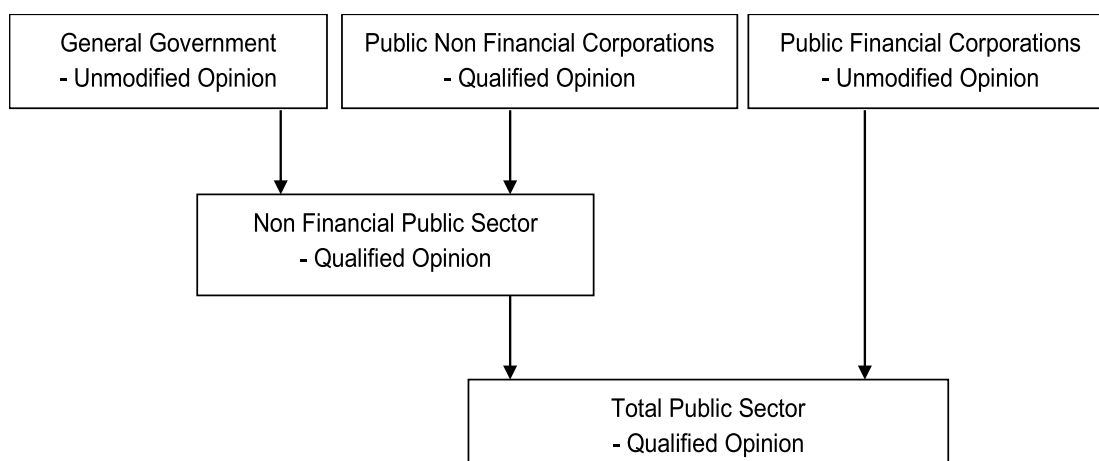 General Government
- Unmodified Opinion
Public Non Financial Corporations
- Qualified Opinion
Public Financial Corporations
- Unmodified Opinion
Non Financial Public Sector
- Qualified Opinion
Total Public Sector
- Qualified Opinion